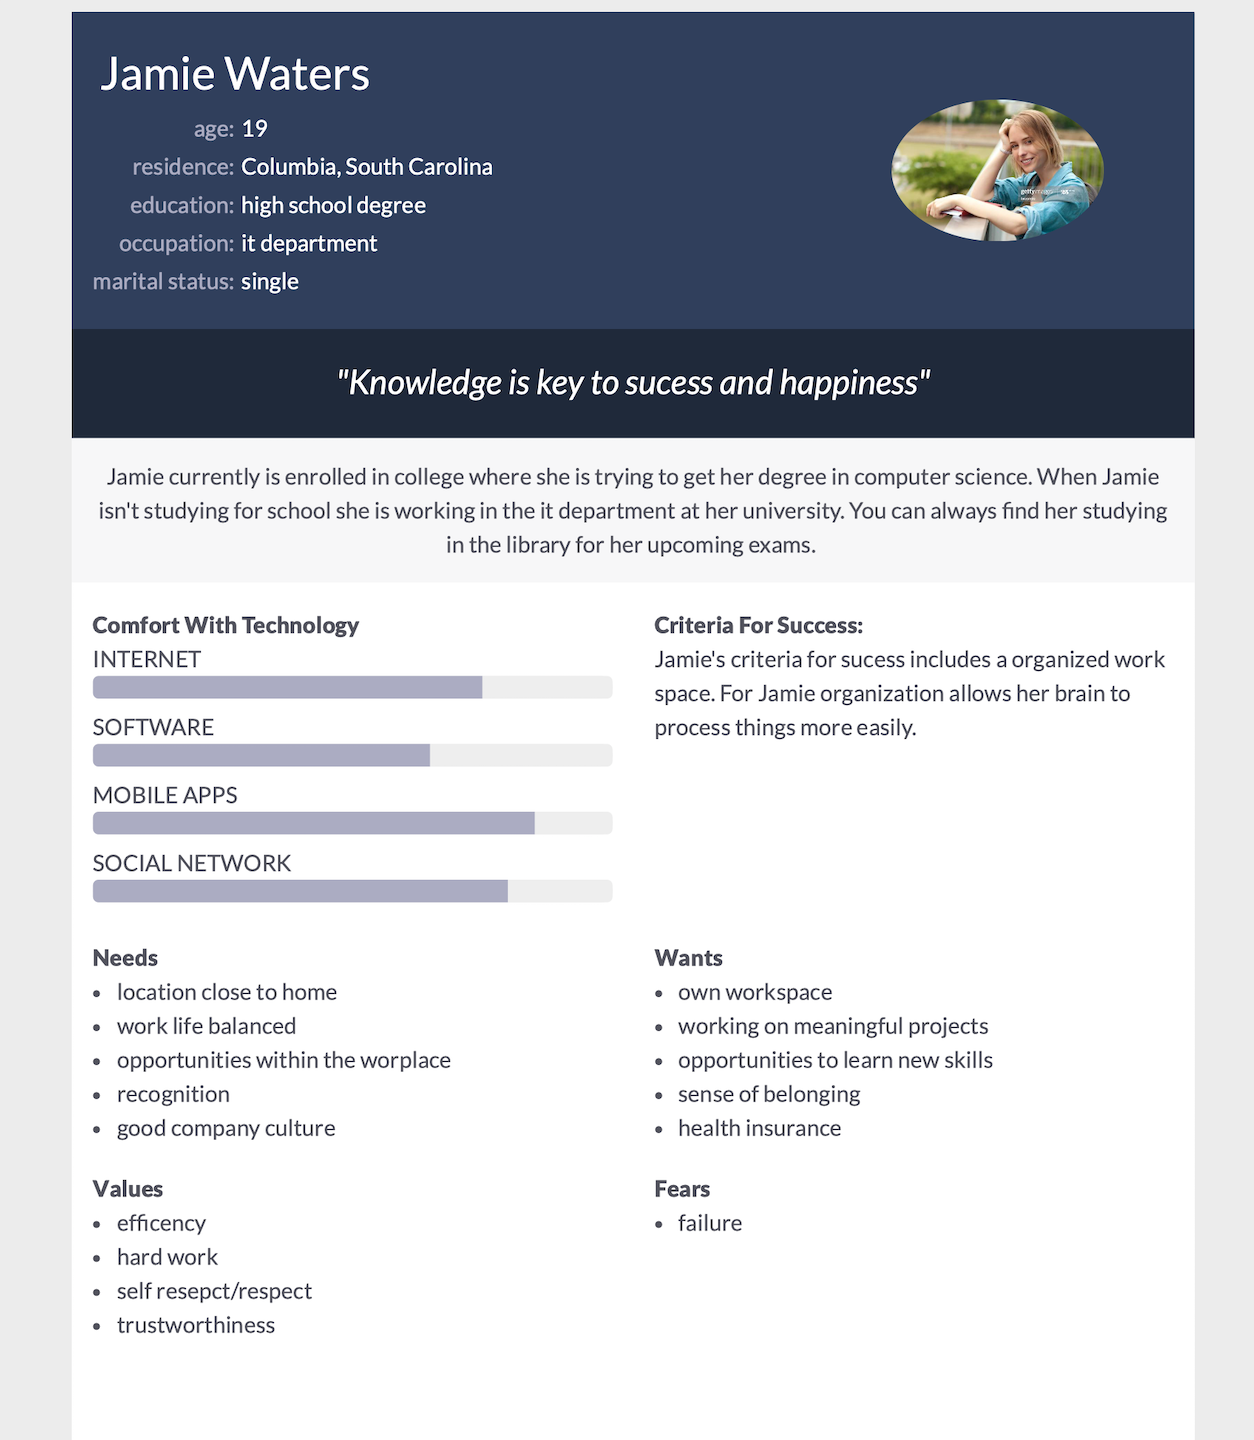 Jamie Waters
age: 19
residence: Columbia, South Carolina
education: high school degree
occupation: it department
marital status: single
"Knowledge is key to sucess and happiness"
Jamie currently is enrolled in college where she is trying to get her degree in computer science. When Jamie
isn't studying for school she is working in the it department at her university. You can always find her studying
in the library for her upcoming exams.
Comfort With Technology
INTERNET
SOFTWARE
MOBILE APPS
SOCIAL NETWORK
Criteria For Success:
Jamie's criteria for sucess includes a organized work
space. For Jamie organization allows her brain to
process things more easily.
Needs
• location close to home
• work life balanced
• opportunities within the worplace
• recognition
• good company culture
Wants
• own workspace
• working on meaningful projects
• opportunities to learn new skills
• sense of belonging
• health insurance
Values
• efficency
• hard work
• self resepct/respect
• trustworthiness
Fears
• failure